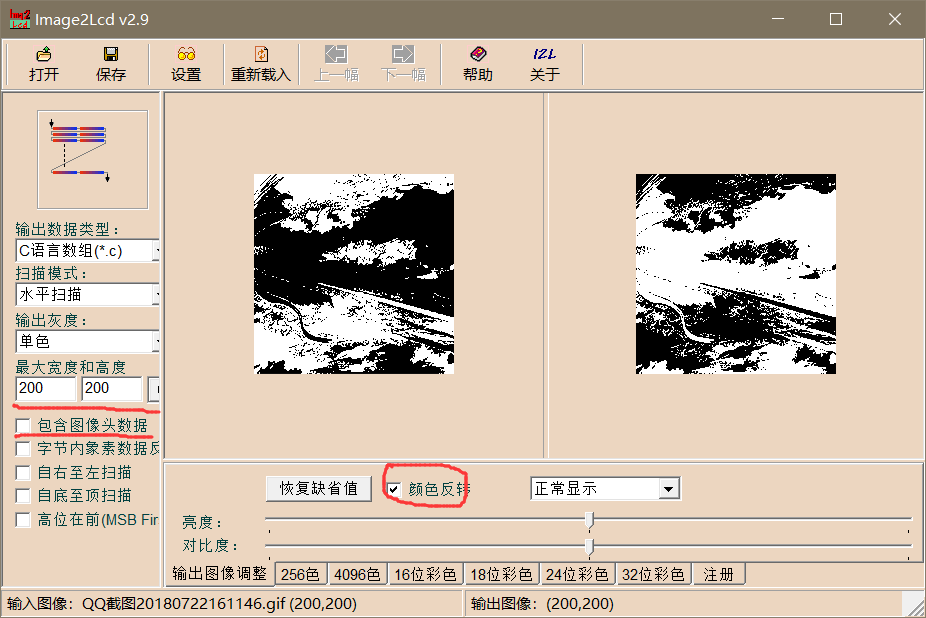 Image2Lcd v2.9
打开 保存 设置 重新载入 上一幅 下一幅 帮助 关于
输出数据类型：
C语言数组(*.c)
扫描模式：
水平扫描
输出灰度：
单色
最大宽度和高度
200 200
包含图像头数据
字节内象素数据反
自右至左扫描
自底至顶扫描
高位在前(MSB Fir
恢复缺省值 颜色反转 正常显示
亮度：
对比度：
输出图像调整 256色 4096色 16位彩色 18位彩色 24位彩色 32位彩色 注册
输入图像：QQ截图20180722161146.gif (200,200) 输出图像：(200,200)